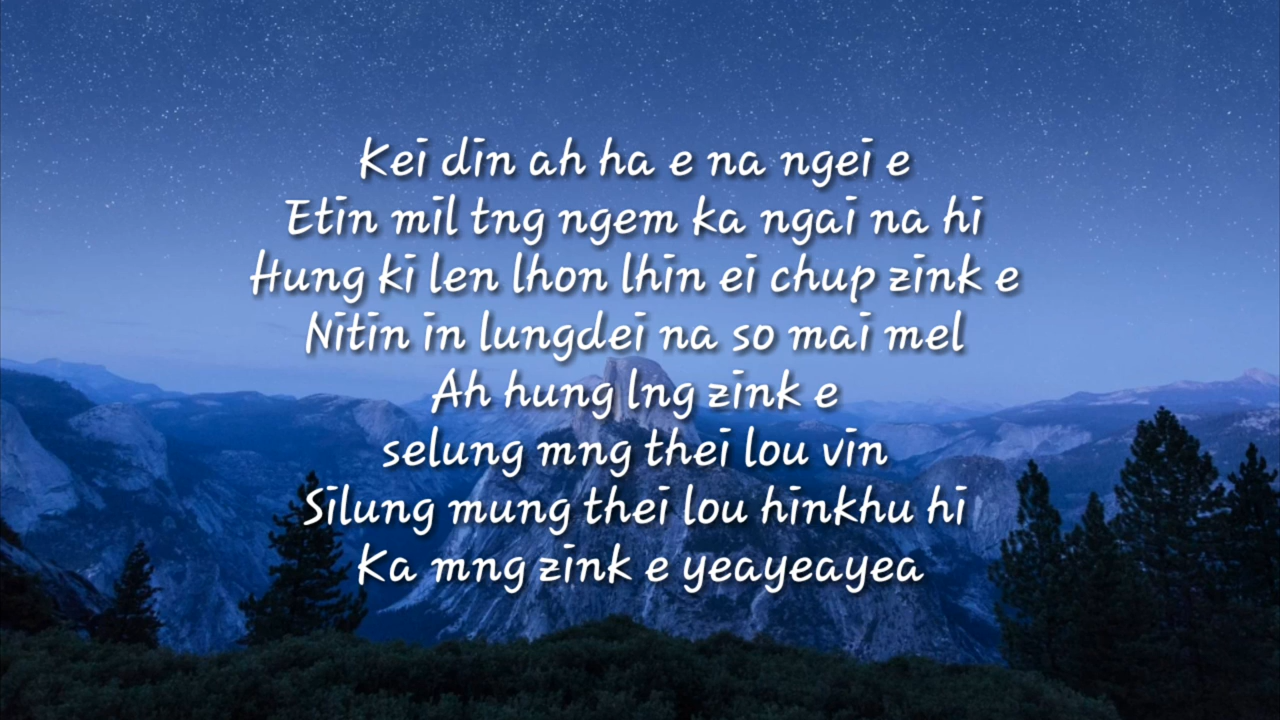 Kei din ah ha e na ngei e
Etin mil tng ngem ka ngai na hi
Hung ki len lhon lhin ei chup zink e
Nitin in lungdei na so mai mel
Ah hung lng zink e
selung mng thei lou vin
Silung mung thei lou hinkhu hi
Ka mng zink e yeayeayea